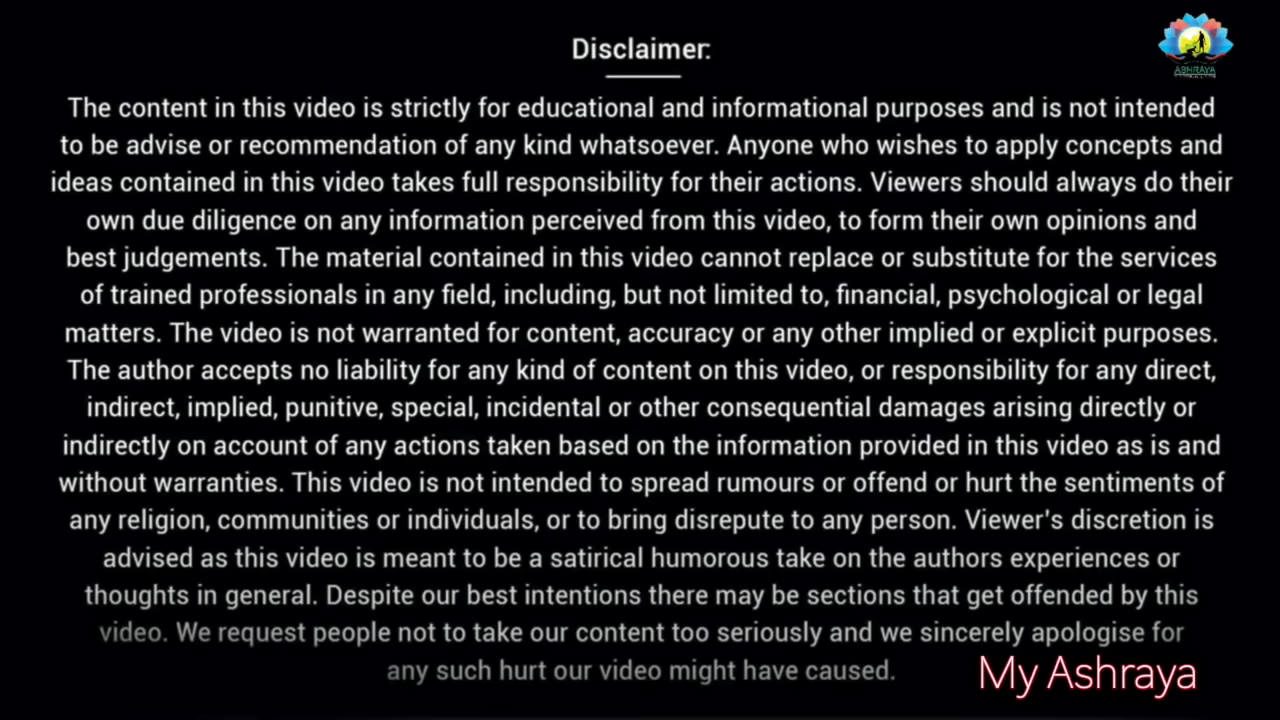 Disclaimer:
ASHRAYA
The content in this video is strictly for educational and informational purposes and is not intended
to be advise or recommendation of any kind whatsoever. Anyone who wishes to apply concepts and
ideas contained in this video takes full responsibility for their actions. Viewers should always do their
own due diligence on any information perceived from this video, to form their own opinions and
best judgements. The material contained in this video cannot replace or substitute for the services
of trained professionals in any field, including, but not limited to, financial, psychological or legal
matters. The video is not warranted for content, accuracy or any other implied or explicit purposes.
The author accepts no liability for any kind of content on this video, or responsibility for any direct,
indirect, implied, punitive, special, incidental or other consequential damages arising directly or
indirectly on account of any actions taken based on the information provided in this video as is and
without warranties. This video is not intended to spread rumours or offend or hurt the sentiments of
any religion, communities or individuals, or to bring disrepute to any person. Viewer's discretion is
advised as this video is meant to be a satirical humorous take on the authors experiences or
thoughts in general. Despite our best intentions there may be sections that get offended by this
video. We request people not to take our content too seriously and we sincerely apologise for
any such hurt our video might have caused.
My Ashraya